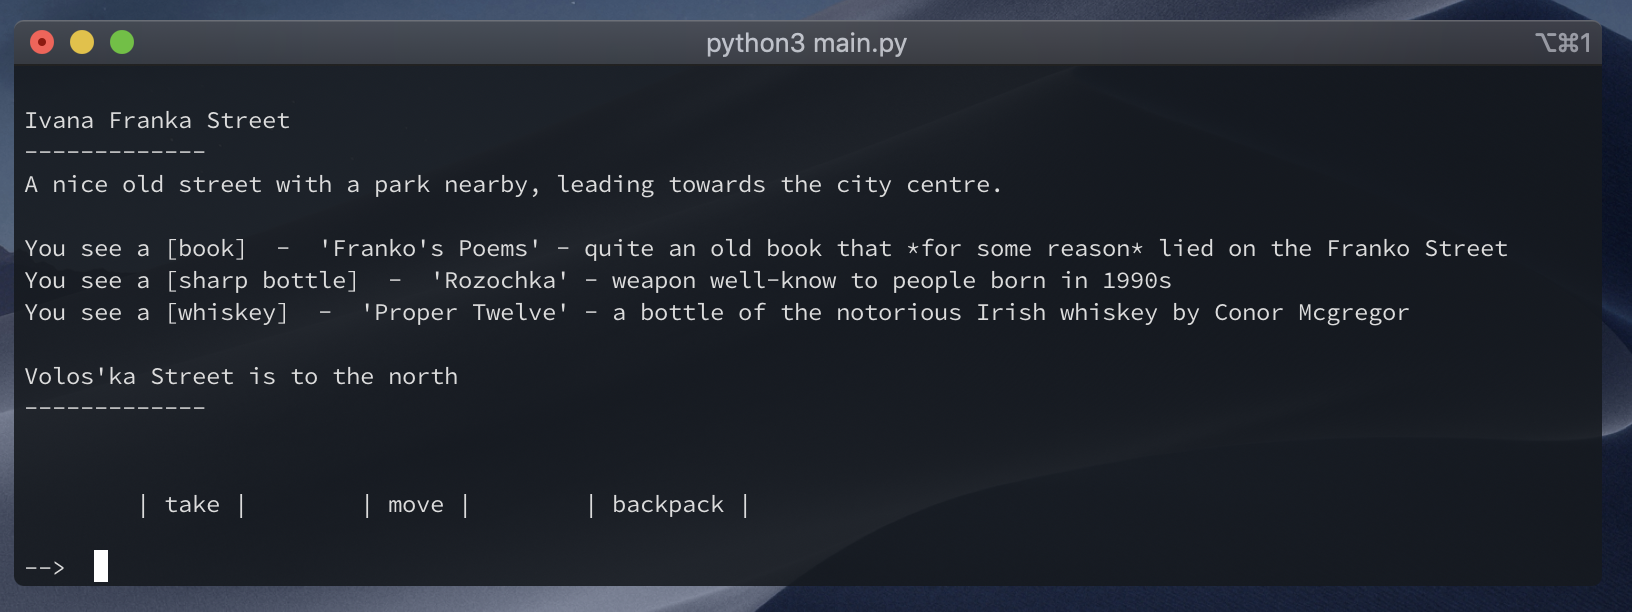 python3 main.py
⌥⌘1
Ivana Franka Street
-------------
A nice old street with a park nearby, leading towards the city centre.
You see a [book]  -  'Franko's Poems' - quite an old book that *for some reason* lied on the Franko Street
You see a [sharp bottle]  -  'Rozochka' - weapon well-know to people born in 1990s
You see a [whiskey]  -  'Proper Twelve' - a bottle of the notorious Irish whiskey by Conor Mcgregor
Volos'ka Street is to the north
-------------
| take |        | move |        | backpack |
-->